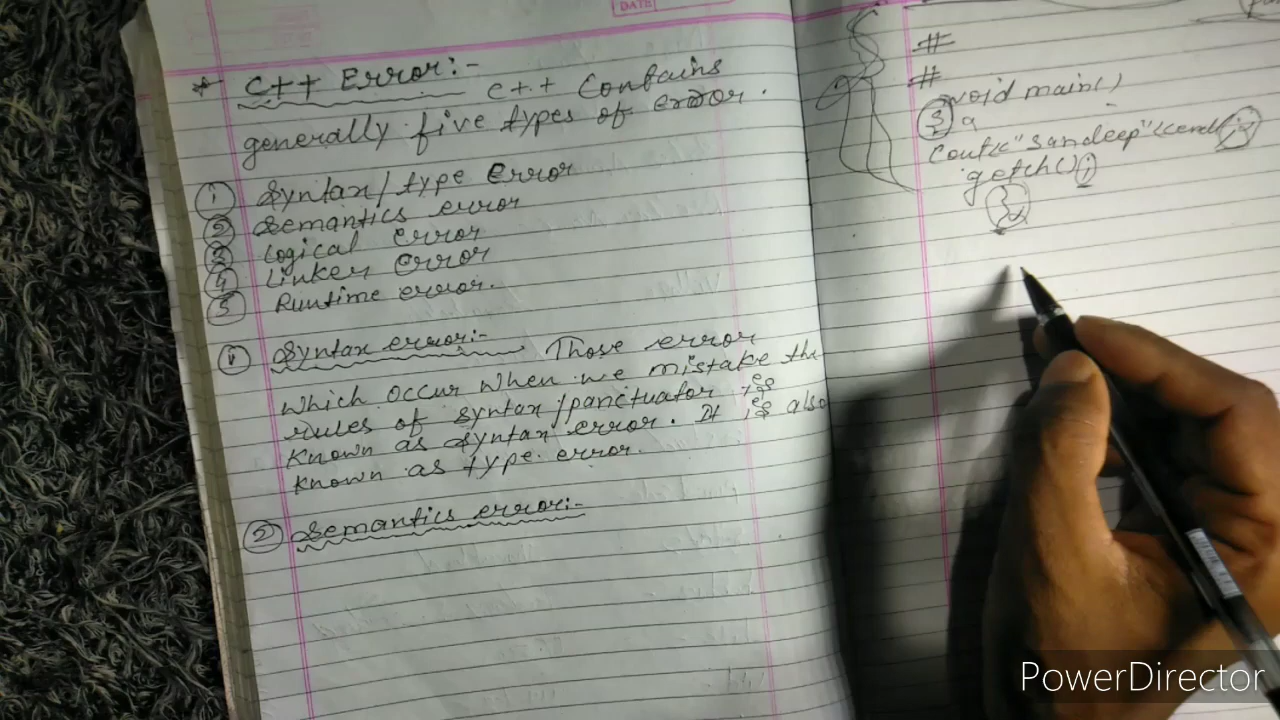 DATE
* C++ Error:-
C++ Contains
generally five types of error.
① Syntax/type Error
② Semantics error
③ Logical error
④ Linker error
⑤ Runtime error.
① Syntax error:- Those error
which occur when we mistake the
rules of syntax/panctuator is
known as syntax error. It is also
known as type error.
② Semantics error:-
#
#
void main()
{
cout<<"Sandeep"<<endl;
getch();
}
PowerDirector